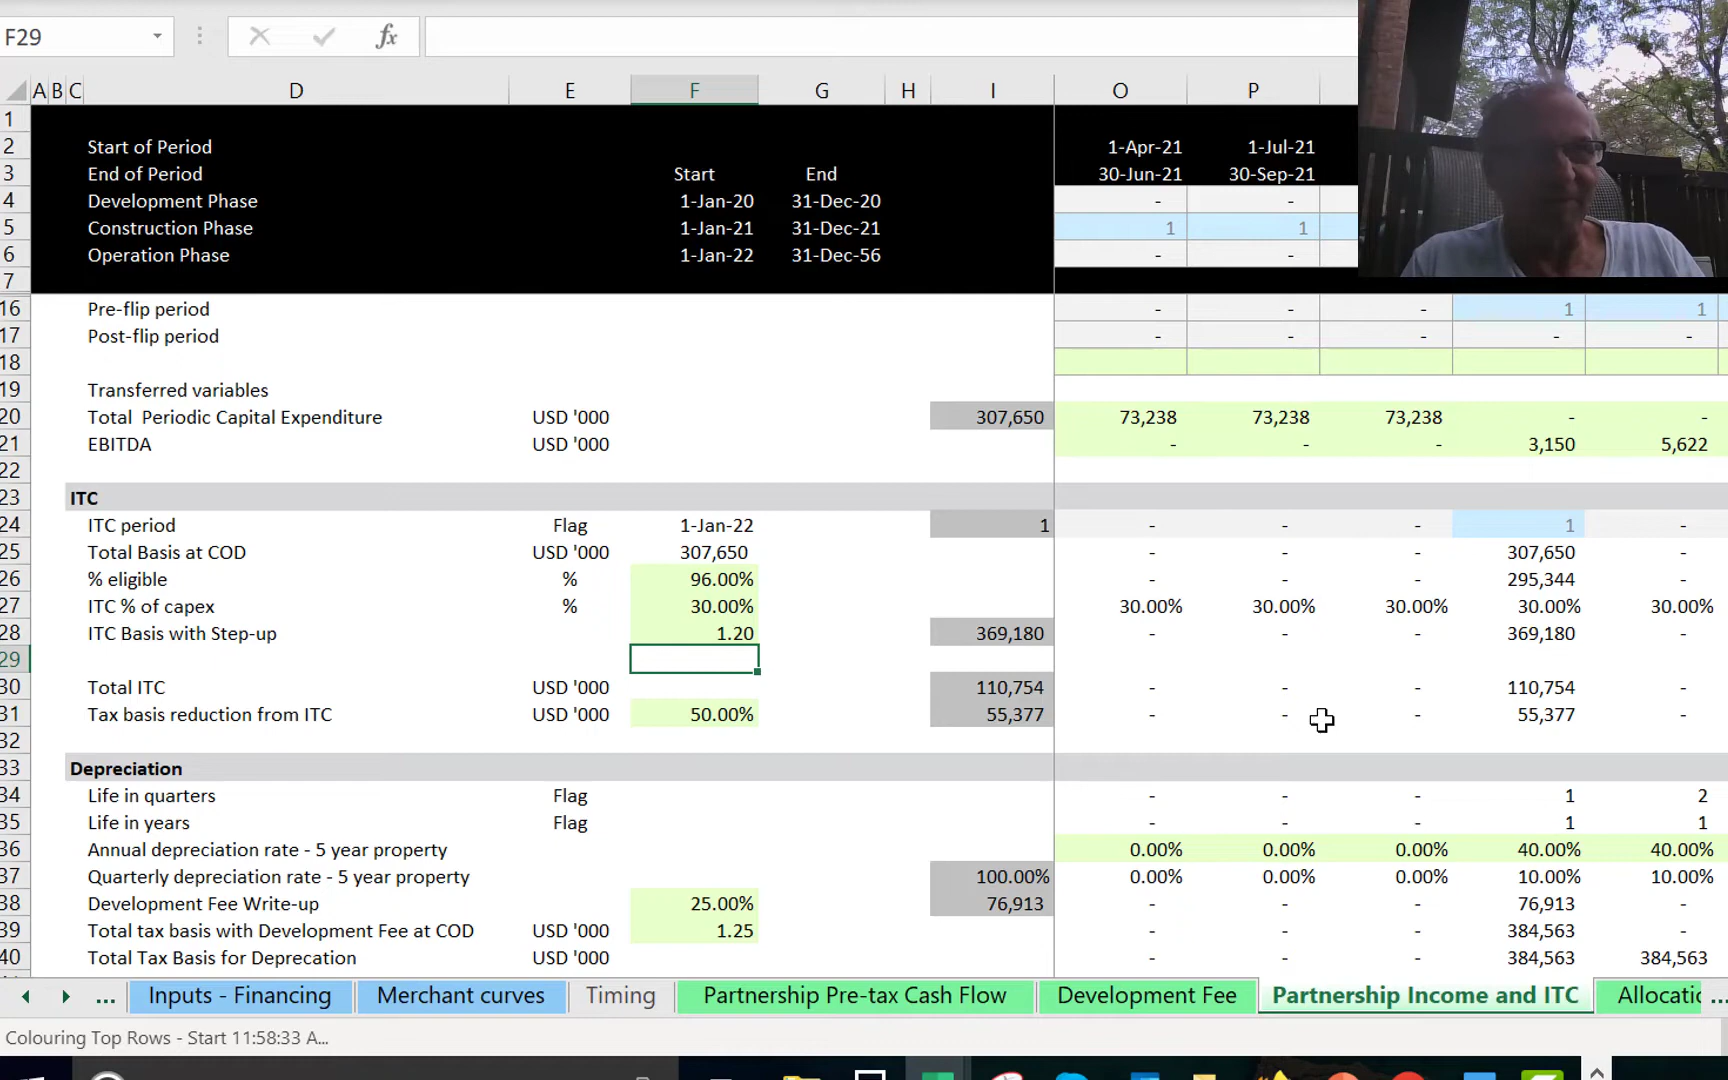 F29 fx
A B C D E F G H I O P
1
2 Start of Period 1-Apr-21 1-Jul-21
3 End of Period Start End 30-Jun-21 30-Sep-21
4 Development Phase 1-Jan-20 31-Dec-20 - -
5 Construction Phase 1-Jan-21 31-Dec-21 1 1
6 Operation Phase 1-Jan-22 31-Dec-56 - -
7
16 Pre-flip period - - - 1 1
17 Post-flip period - - - - -
18
19 Transferred variables
20 Total Periodic Capital Expenditure USD '000 307,650 73,238 73,238 73,238 - -
21 EBITDA USD '000 - - - 3,150 5,622
22
23 ITC
24 ITC period Flag 1-Jan-22 1 - - - 1 -
25 Total Basis at COD USD '000 307,650 - - - 307,650 -
26 % eligible % 96.00% - - - 295,344 -
27 ITC % of capex % 30.00% 30.00% 30.00% 30.00% 30.00% 30.00%
28 ITC Basis with Step-up 1.20 369,180 - - - 369,180 -
29
30 Total ITC USD '000 110,754 - - - 110,754 -
31 Tax basis reduction from ITC USD '000 50.00% 55,377 - - - 55,377 -
32
33 Depreciation
34 Life in quarters Flag - - - 1 2
35 Life in years Flag - - - 1 1
36 Annual depreciation rate - 5 year property 0.00% 0.00% 0.00% 40.00% 40.00%
37 Quarterly depreciation rate - 5 year property 100.00% 0.00% 0.00% 0.00% 10.00% 10.00%
38 Development Fee Write-up 25.00% 76,913 - - - 76,913 -
39 Total tax basis with Development Fee at COD USD '000 1.25 - - - 384,563 -
40 Total Tax Basis for Deprecation USD '000 - - - 384,563 384,563
... Inputs - Financing Merchant curves Timing Partnership Pre-tax Cash Flow Development Fee Partnership Income and ITC Allocatic ...
Colouring Top Rows - Start 11:58:33 A...